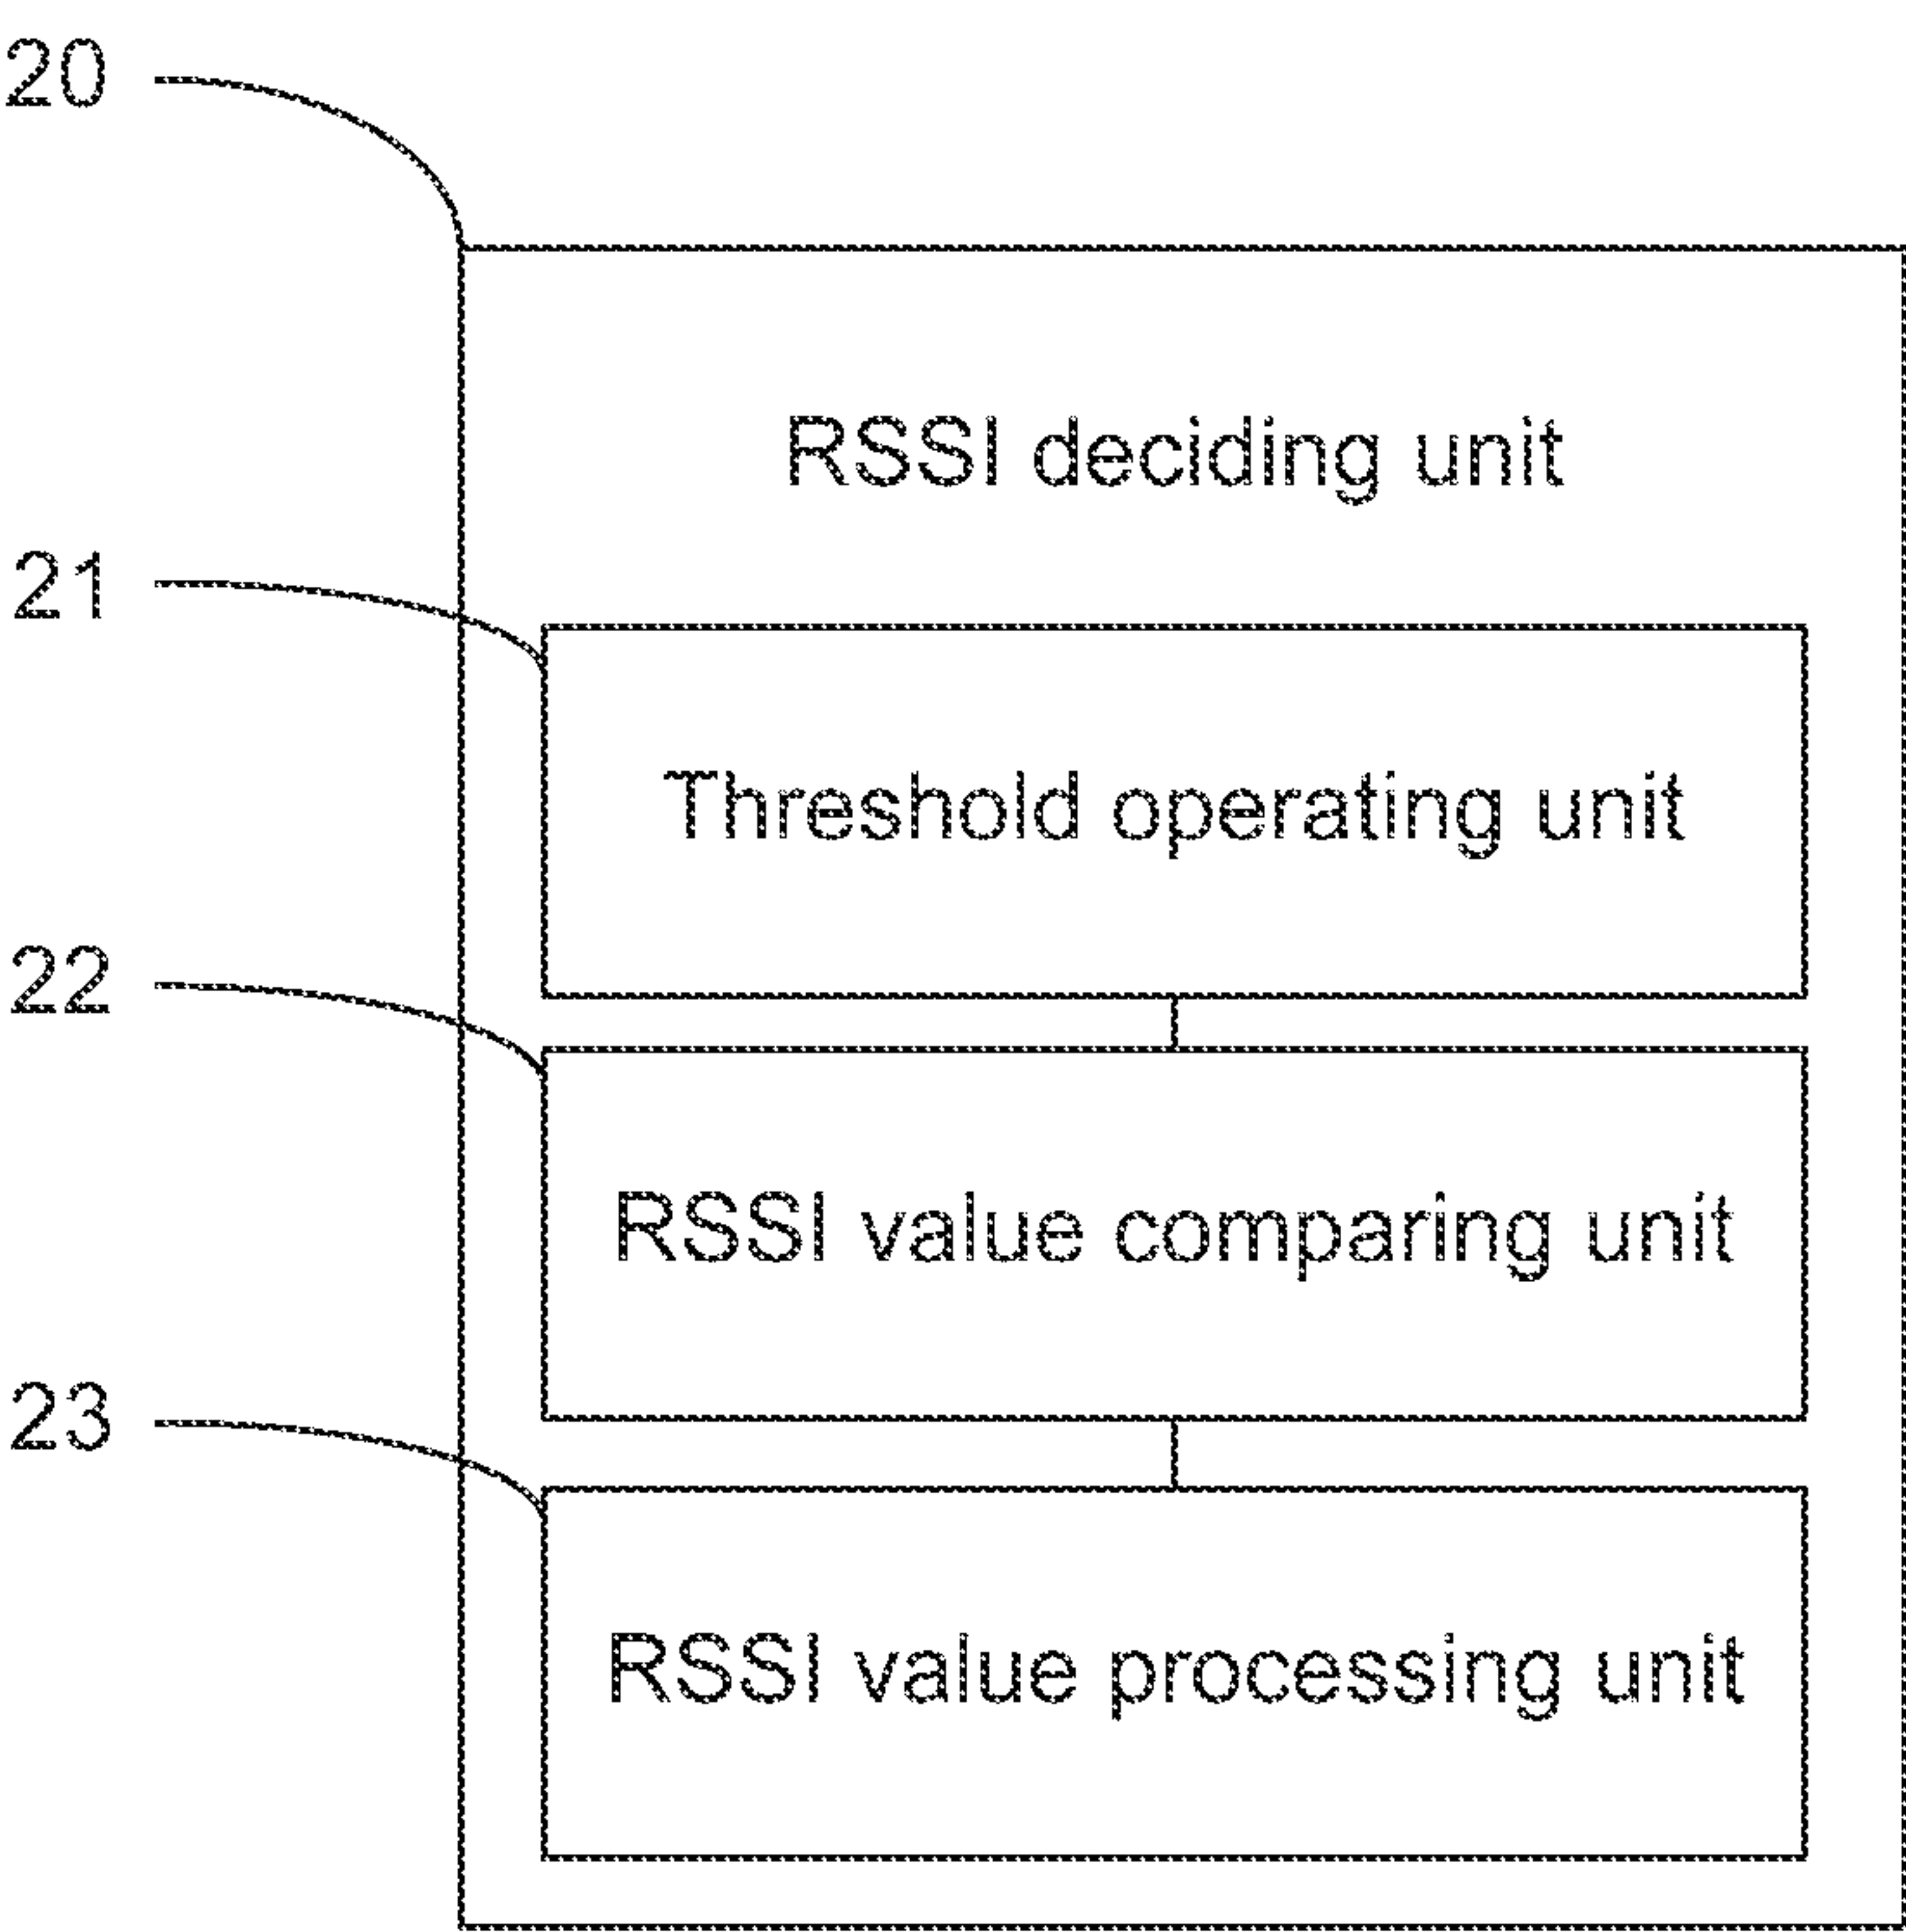 20
RSSI deciding unit
21
Threshold operating unit
22
RSSI value comparing unit
23
RSSI value processing unit